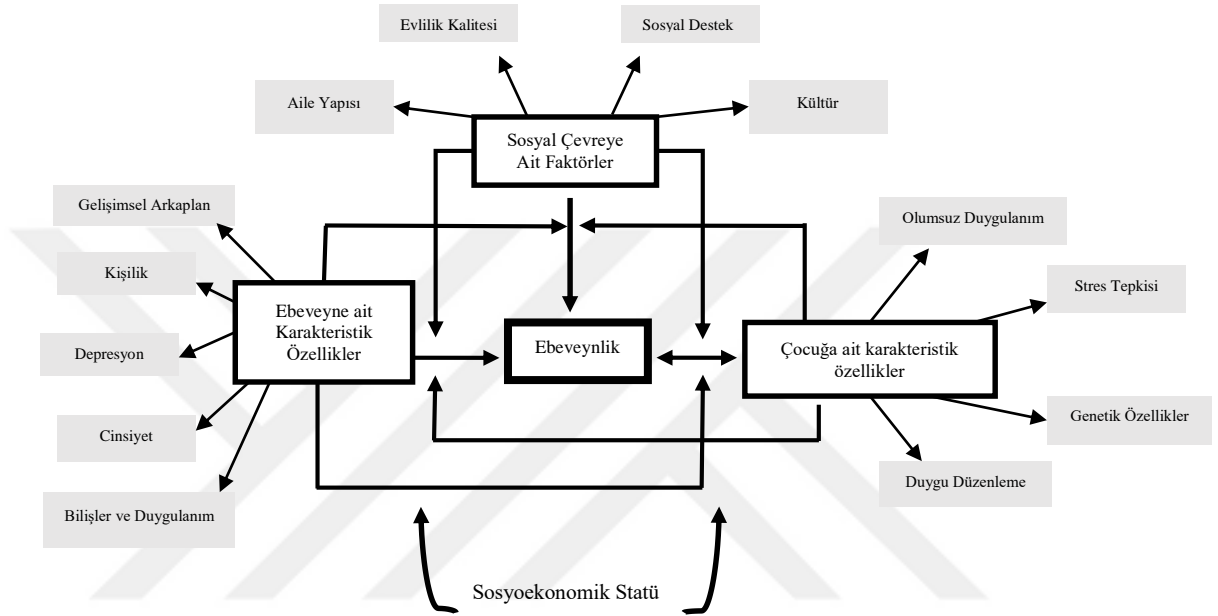 Evlilik Kalitesi
Sosyal Destek
Aile Yapısı
Kültür
Sosyal Çevreye
Ait Faktörler
Gelişimsel Arkaplan
Kişilik
Depresyon
Cinsiyet
Bilişler ve Duygulanım
Ebeveyne ait
Karakteristik
Özellikler
Ebeveynlik
Çocuğa ait karakteristik
özellikler
Olumsuz Duygulanım
Stres Tepkisi
Genetik Özellikler
Duygu Düzenleme
Sosyoekonomik Statü